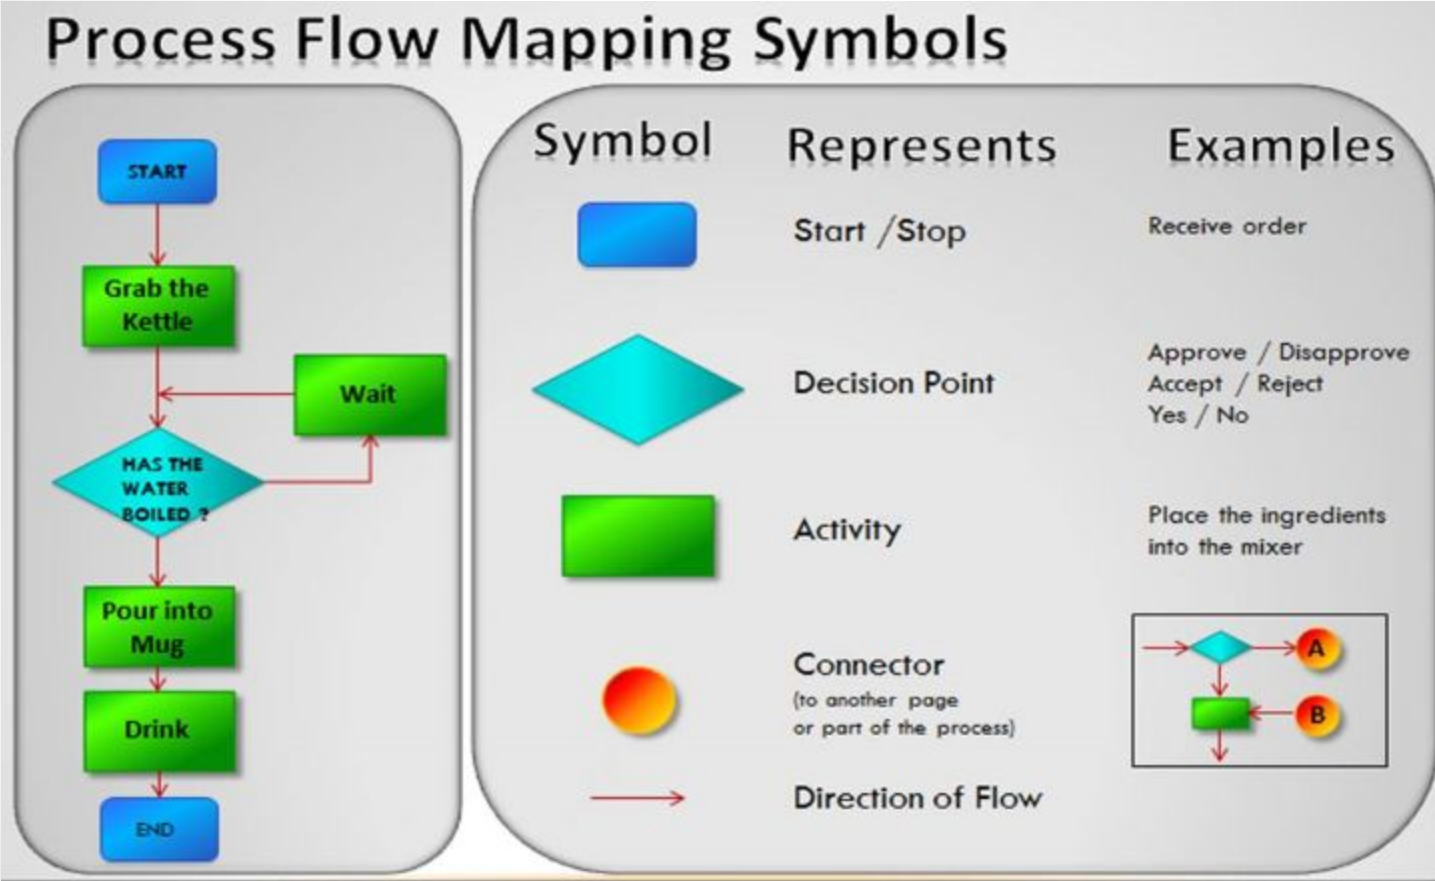 Process Flow Mapping Symbols
START
Grab the
Kettle
Wait
HAS THE
WATER
BOILED ?
Pour into
Mug
Drink
END
Symbol
Represents
Examples
Start /Stop
Receive order
Decision Point
Approve / Disapprove
Accept / Reject
Yes / No
Activity
Place the ingredients
into the mixer
Connector
(to another page
or part of the process)
A
B
Direction of Flow